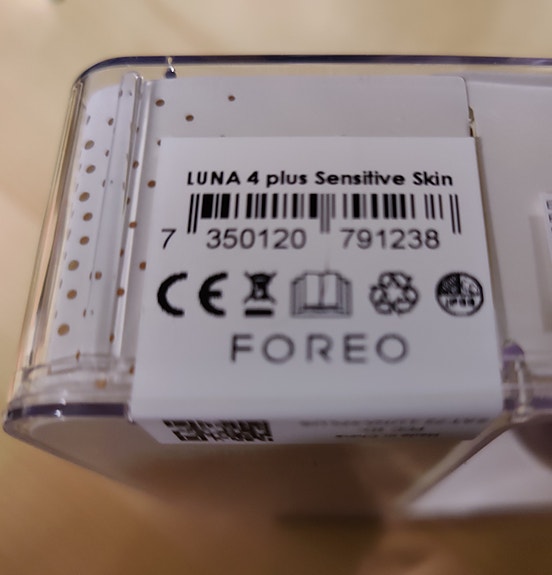 LUNA 4 plus Sensitive Skin
7 350120 791238
CE
FOREO